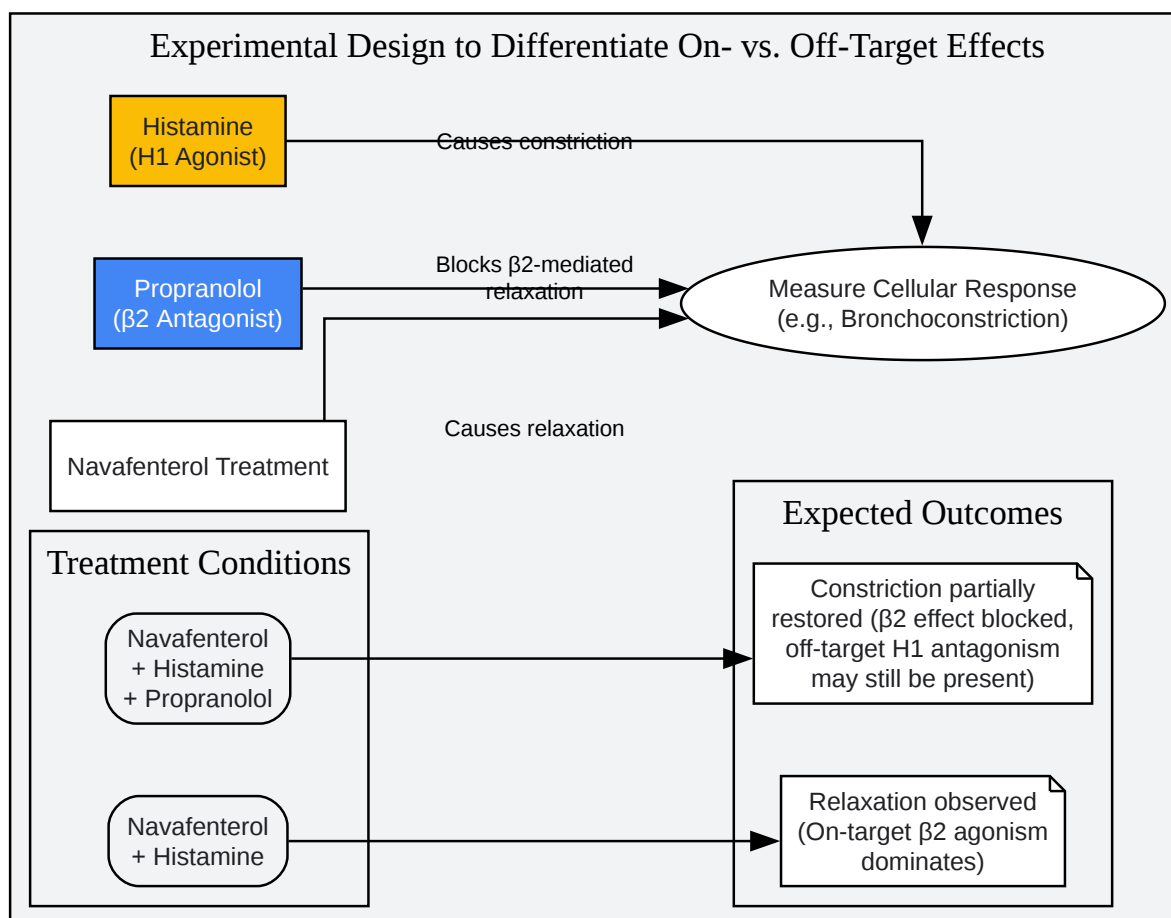 Experimental Design to Differentiate On- vs. Off-Target Effects
Histamine
(H1 Agonist)
Causes constriction
Propranolol
(β2 Antagonist)
Blocks β2-mediated
relaxation
Measure Cellular Response
(e.g., Bronchoconstriction)
Navafenterol Treatment
Causes relaxation
Treatment Conditions
Navafenterol
+ Histamine
+ Propranolol
Navafenterol
+ Histamine
Expected Outcomes
Constriction partially
restored (β2 effect blocked,
off-target H1 antagonism
may still be present)
Relaxation observed
(On-target β2 agonism
dominates)